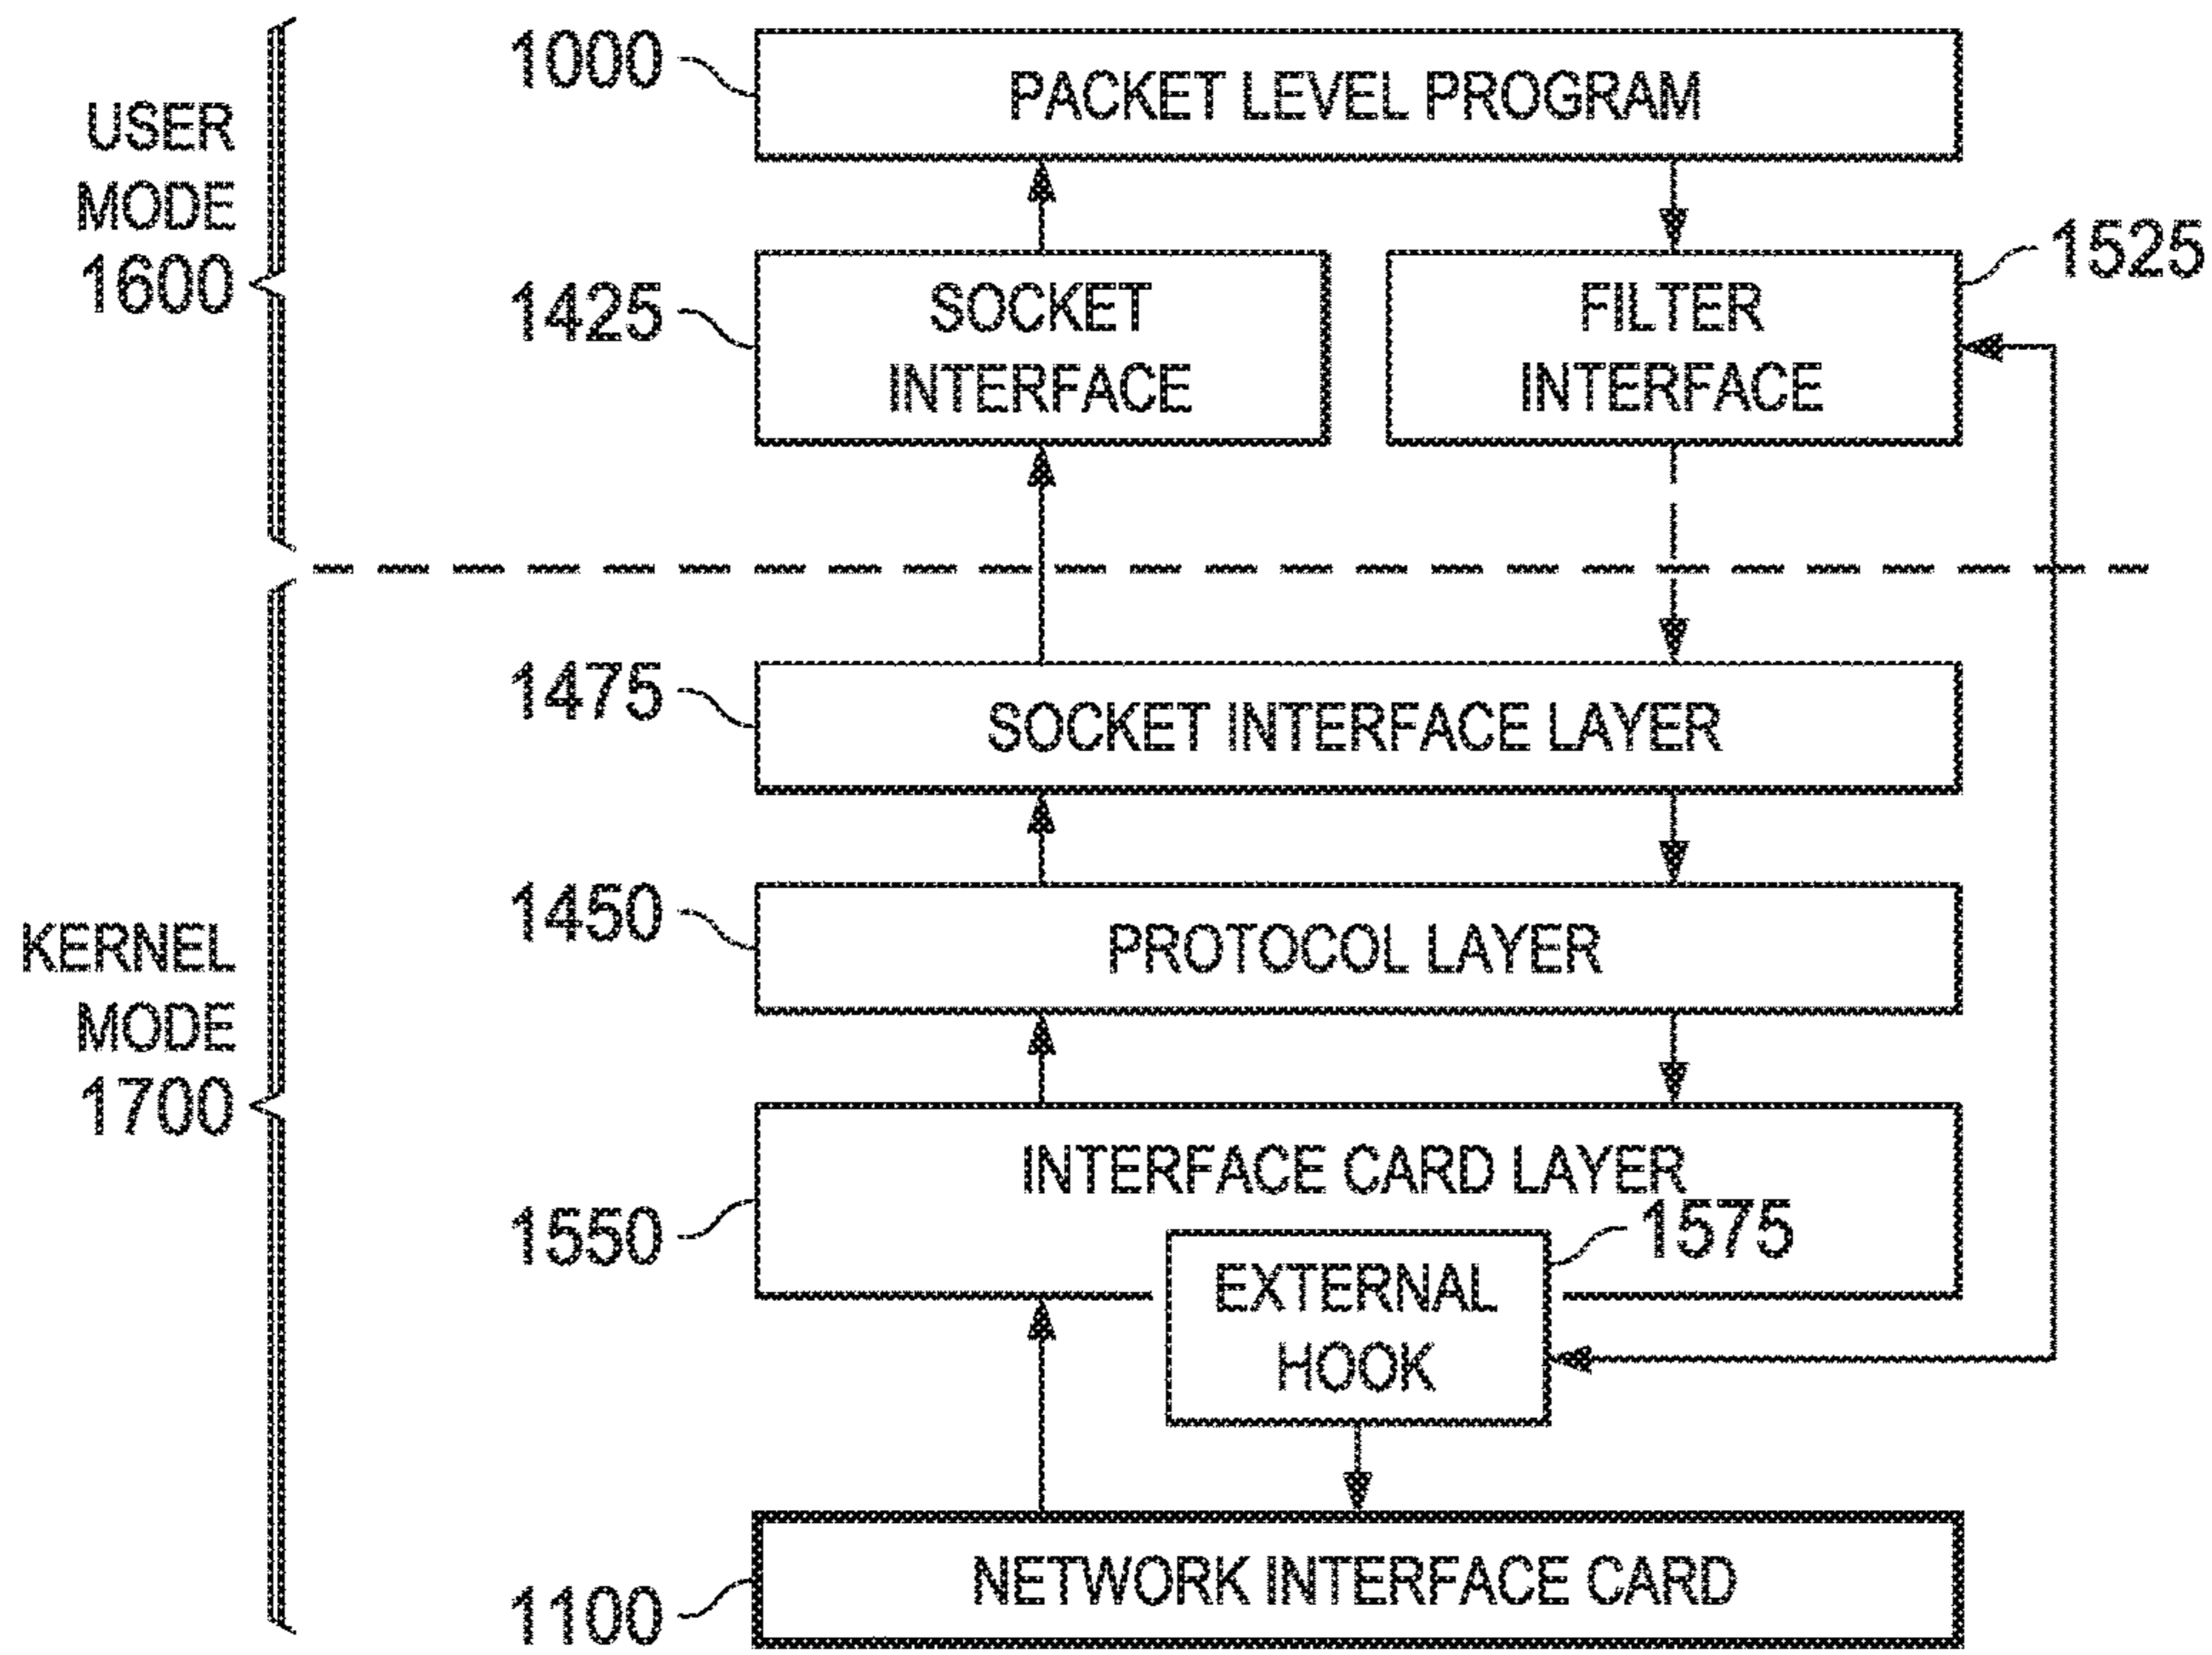 1000
PACKET LEVEL PROGRAM
USER
MODE
1600
1425
SOCKET
INTERFACE
FILTER
INTERFACE
1525
1475
SOCKET INTERFACE LAYER
1450
PROTOCOL LAYER
KERNEL
MODE
1700
INTERFACE CARD LAYER
1550
1575
EXTERNAL
HOOK
1100
NETWORK INTERFACE CARD